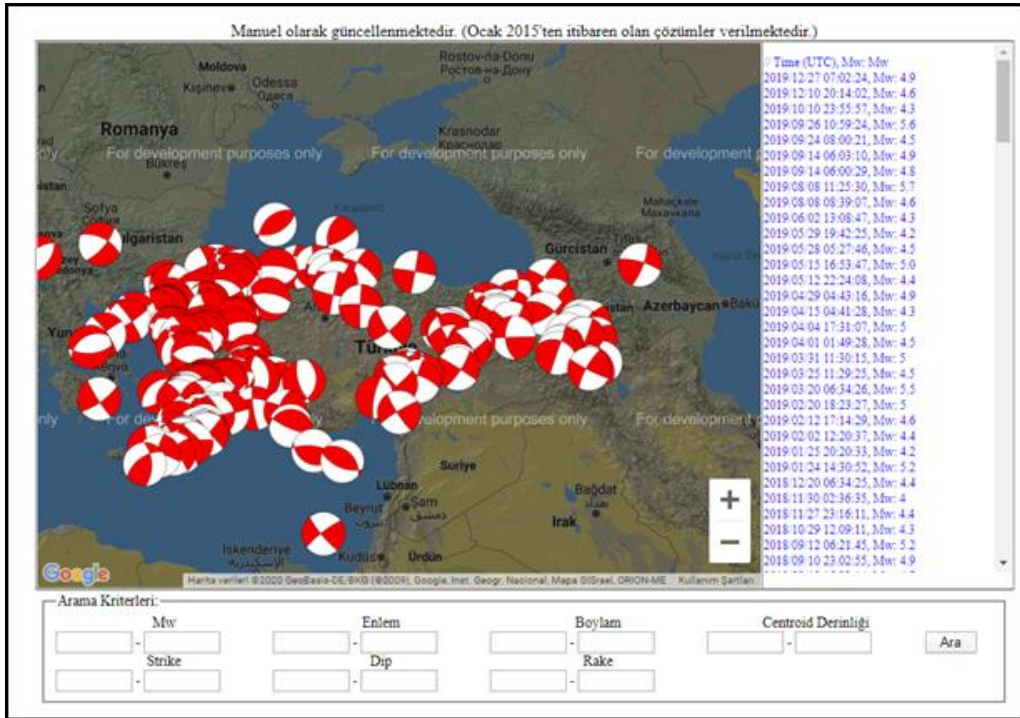 Manuel olarak güncellenmektedir. (Ocak 2015'ten itibaren olan çözümler verilmektedir.)
Moldova
Kişinev
Odessa
Одеса
Rostov-na-Donu
Ростов-на-Дону
Romanya
Krasnodar
Краснодар
For development purposes only
For development purposes only
For development
Bükreş
Sofya
Karadeniz
Mahaçkale
Махачкала
Gürcistan
Azerbaycan
Bakü
For development purposes only
For development
Suriye
Lübnan
Beyrut
Şam
دمشق
Bağdat
بغداد
Irak
İskenderiye
الإسكندرية
Kudüs
Ürdün
+
−
Google
Harita verileri ©2020 GeoBasis-DE/BKG (©2009), Google, Inst. Geogr. Nacional, Mapa GISrael, ORION-ME
Kullanım Şartları
// Time (UTC), Mw: Mw
2019/12/27 07:02:24, Mw: 4.9
2019/12/10 20:14:02, Mw: 4.6
2019/10/10 23:55:57, Mw: 4.3
2019/09/26 10:59:24, Mw: 5.6
2019/09/24 08:00:21, Mw: 4.5
2019/09/14 06:03:10, Mw: 4.9
2019/09/14 06:00:29, Mw: 4.8
2019/08/08 11:25:30, Mw: 5.7
2019/08/08 08:39:07, Mw: 4.6
2019/06/02 13:08:47, Mw: 4.3
2019/05/29 19:42:25, Mw: 4.2
2019/05/28 05:27:46, Mw: 4.5
2019/05/15 16:53:47, Mw: 5.0
2019/05/12 22:24:08, Mw: 4.4
2019/04/29 04:43:16, Mw: 4.9
2019/04/15 04:41:28, Mw: 4.3
2019/04/04 17:31:07, Mw: 5
2019/04/01 01:49:28, Mw: 4.5
2019/03/31 11:30:15, Mw: 5
2019/03/25 11:29:25, Mw: 4.5
2019/03/20 06:34:26, Mw: 5.5
2019/02/20 18:23:27, Mw: 5
2019/02/12 17:14:29, Mw: 4.6
2019/02/02 12:20:37, Mw: 4.4
2019/01/25 20:20:33, Mw: 4.2
2019/01/24 14:30:52, Mw: 5.2
2018/12/20 06:34:25, Mw: 4.4
2018/11/30 02:36:35, Mw: 4
2018/11/27 23:16:11, Mw: 4.4
2018/10/29 12:09:11, Mw: 4.3
2018/09/12 06:21:45, Mw: 5.2
2018/09/10 23:02:55, Mw: 4.9
Arama Kriterleri:
Mw Enlem Boylam Centroid Derinliği
- - - - Ara
Strike Dip Rake
- - -